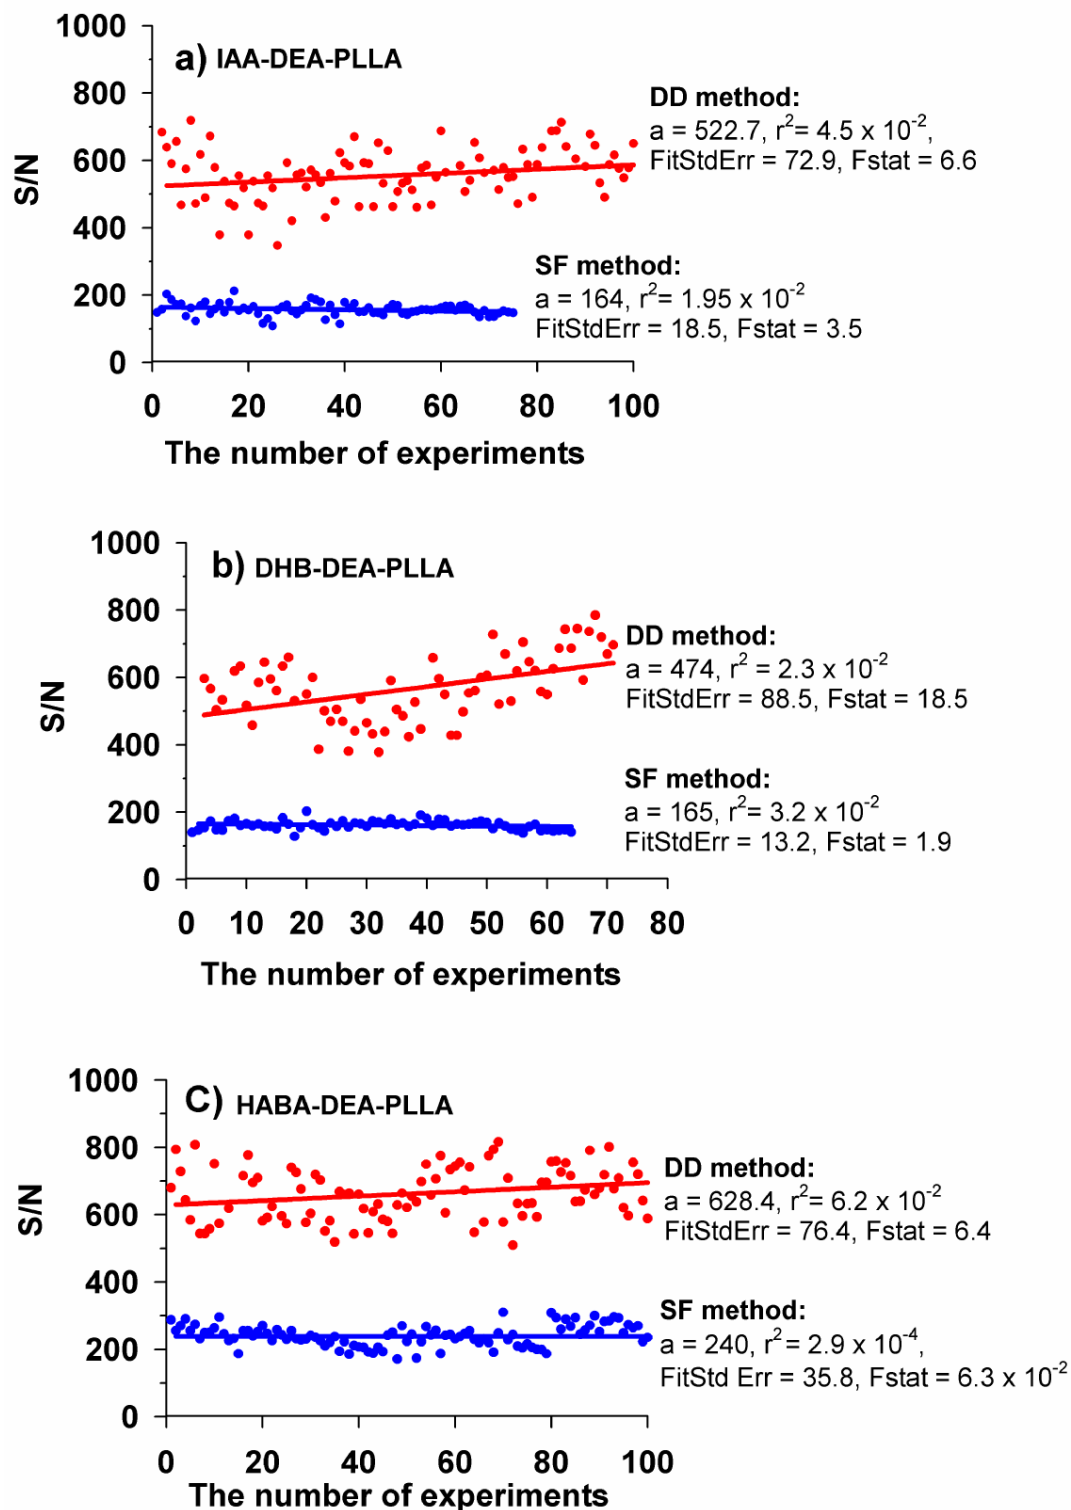 1000
a) IAA-DEA-PLLA
800
600
400
200
0
S/N
DD method:
a = 522.7, r²= 4.5 x 10⁻²,
FitStdErr = 72.9, Fstat = 6.6
SF method:
a = 164, r²= 1.95 x 10⁻²
FitStdErr = 18.5, Fstat = 3.5
0 20 40 60 80 100
The number of experiments
1000
b) DHB-DEA-PLLA
800
600
400
200
0
S/N
DD method:
a = 474, r² = 2.3 x 10⁻²
FitStdErr = 88.5, Fstat = 18.5
SF method:
a = 165, r²= 3.2 x 10⁻²
FitStdErr = 13.2, Fstat = 1.9
0 10 20 30 40 50 60 70 80
The number of experiments
1000
C) HABA-DEA-PLLA
800
600
400
200
0
S/N
DD method:
a = 628.4, r²= 6.2 x 10⁻²
FitStdErr = 76.4, Fstat = 6.4
SF method:
a = 240, r²= 2.9 x 10⁻⁴,
FitStd Err = 35.8, Fstat = 6.3 x 10⁻²
0 20 40 60 80 100
The number of experiments